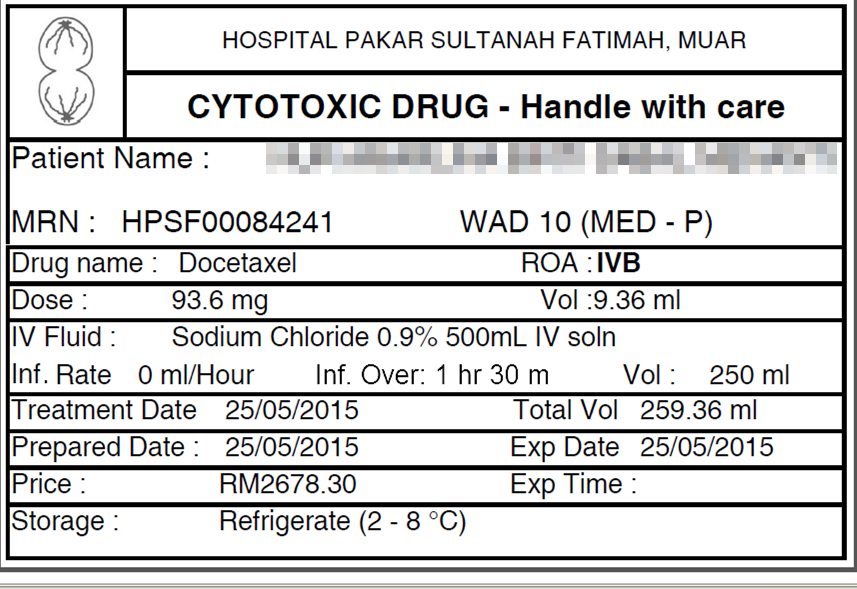 HOSPITAL PAKAR SULTANAH FATIMAH, MUAR
CYTOTOXIC DRUG - Handle with care
Patient Name :
MRN : HPSF00084241 WAD 10 (MED - P)
Drug name : Docetaxel ROA :IVB
Dose : 93.6 mg Vol :9.36 ml
IV Fluid : Sodium Chloride 0.9% 500mL IV soln
Inf. Rate 0 ml/Hour Inf. Over: 1 hr 30 m Vol : 250 ml
Treatment Date 25/05/2015 Total Vol 259.36 ml
Prepared Date : 25/05/2015 Exp Date 25/05/2015
Price : RM2678.30 Exp Time :
Storage : Refrigerate (2 - 8 °C)